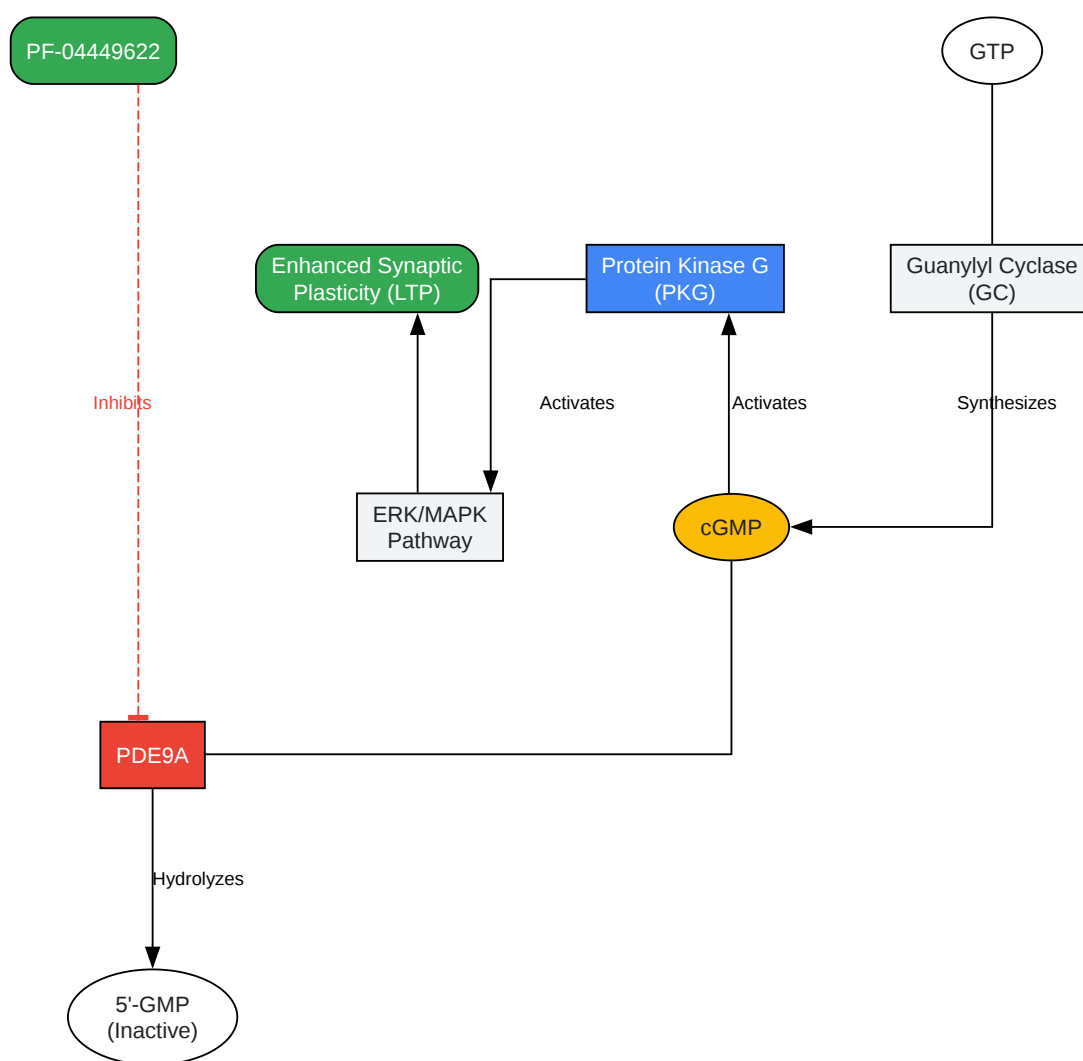 PF-04449622
GTP
Enhanced Synaptic
Plasticity (LTP)
Protein Kinase G
(PKG)
Guanylyl Cyclase
(GC)
Inhibits
Activates
Activates
Synthesizes
ERK/MAPK
Pathway
cGMP
PDE9A
Hydrolyzes
5'-GMP
(Inactive)